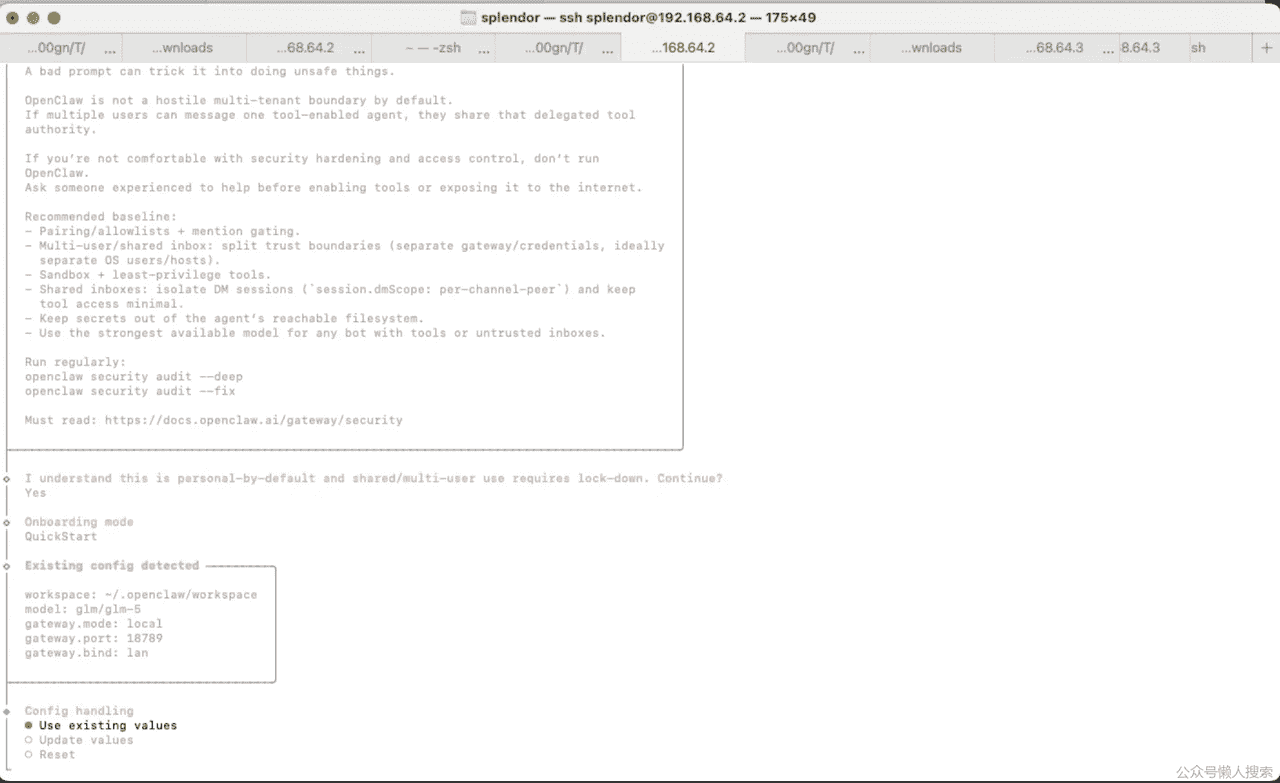 splendor — ssh splendor@192.168.64.2 — 175×49
...00gn/T/ ... ...wnloads ...68.64.2 ... ~ — -zsh ... ...00gn/T/ ... ...168.64.2 ...00gn/T/ ... ...wnloads ...68.64.3 ... 8.64.3 sh +
A bad prompt can trick it into doing unsafe things.
OpenClaw is not a hostile multi-tenant boundary by default.
If multiple users can message one tool-enabled agent, they share that delegated tool
authority.
If you're not comfortable with security hardening and access control, don't run
OpenClaw.
Ask someone experienced to help before enabling tools or exposing it to the internet.
Recommended baseline:
- Pairing/allowlists + mention gating.
- Multi-user/shared inbox: split trust boundaries (separate gateway/credentials, ideally
separate OS users/hosts).
- Sandbox + least-privilege tools.
- Shared inboxes: isolate DM sessions (`session.dmScope: per-channel-peer`) and keep
tool access minimal.
- Keep secrets out of the agent's reachable filesystem.
- Use the strongest available model for any bot with tools or untrusted inboxes.
Run regularly:
openclaw security audit --deep
openclaw security audit --fix
Must read: https://docs.openclaw.ai/gateway/security
I understand this is personal-by-default and shared/multi-user use requires lock-down. Continue?
Yes
Onboarding mode
QuickStart
Existing config detected
workspace: ~/.openclaw/workspace
model: glm/glm-5
gateway.mode: local
gateway.port: 18789
gateway.bind: lan
Config handling
● Use existing values
○ Update values
○ Reset
公众号懒人搜索